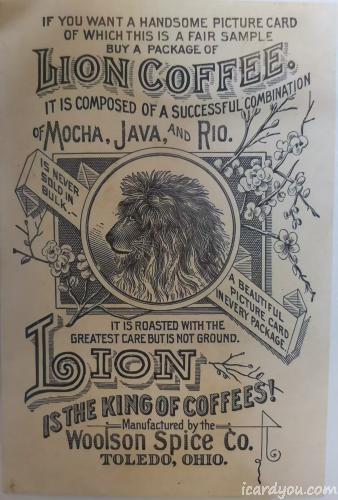 IF YOU WANT A HANDSOME PICTURE CARD
OF WHICH THIS IS A FAIR SAMPLE
BUY A PACKAGE OF
LION COFFEE.
IT IS COMPOSED OF A SUCCESSFUL COMBINATION
OF MOCHA, JAVA, AND RIO.
IS NEVER
SOLD IN
BULK.
A BEAUTIFUL
PICTURE CARD
IN EVERY PACKAGE
IT IS ROASTED WITH THE
GREATEST CARE BUT IS NOT GROUND.
LION
IS THE KING OF COFFEES!
Manufactured by the
Woolson Spice Co.
TOLEDO, OHIO.
icardyou.com